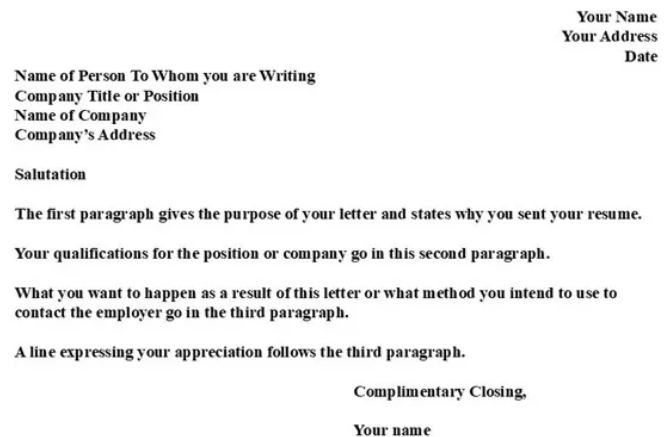 Your Name
Your Address
Date
Name of Person To Whom you are Writing
Company Title or Position
Name of Company
Company's Address
Salutation
The first paragraph gives the purpose of your letter and states why you sent your resume.
Your qualifications for the position or company go in this second paragraph.
What you want to happen as a result of this letter or what method you intend to use to
contact the employer go in the third paragraph.
A line expressing your appreciation follows the third paragraph.
Complimentary Closing,
Your name